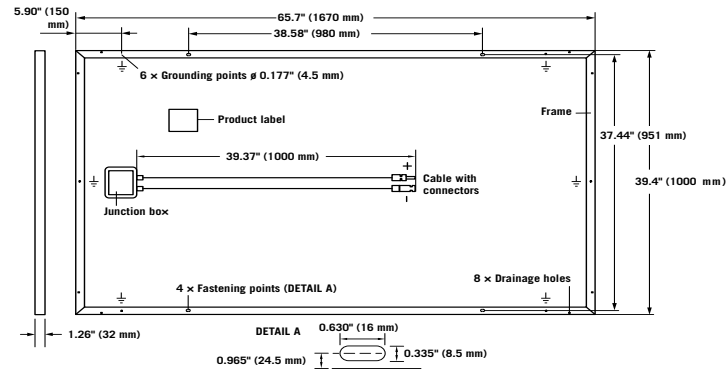 5.90" (150
mm)
65.7" (1670 mm)
38.58" (980 mm)
6 × Grounding points ø 0.177" (4.5 mm)
Product label
Frame
37.44" (951 mm)
39.37" (1000 mm)
+
Cable with
connectors
39.4" (1000 mm)
–
Junction box
4 × Fastening points (DETAIL A)
8 × Drainage holes
1.26" (32 mm)
DETAIL A
0.630" (16 mm)
0.965" (24.5 mm)
0.335" (8.5 mm)